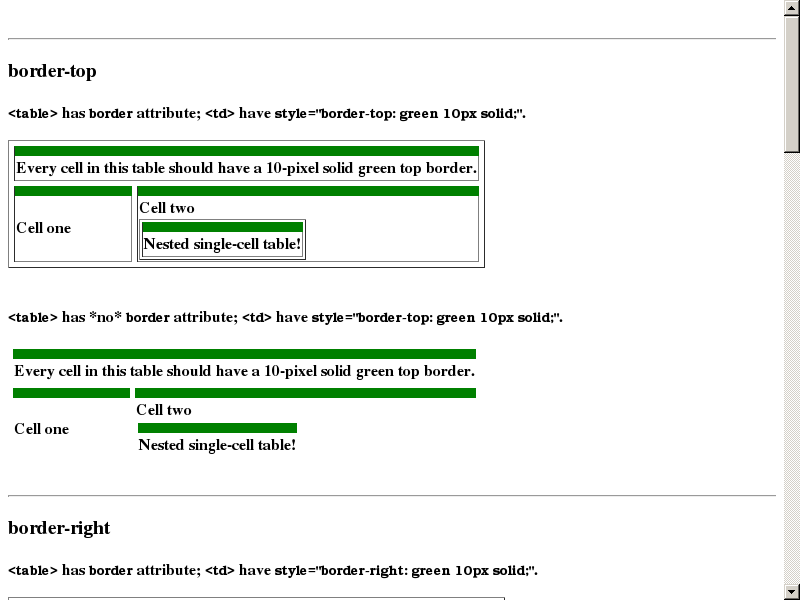 border-top
<table> has border attribute; <td> have style="border-top: green 10px solid;".
Every cell in this table should have a 10-pixel solid green top border.
Cell one
Cell two
Nested single-cell table!
<table> has *no* border attribute; <td> have style="border-top: green 10px solid;".
Every cell in this table should have a 10-pixel solid green top border.
Cell one
Cell two
Nested single-cell table!
border-right
<table> has border attribute; <td> have style="border-right: green 10px solid;".